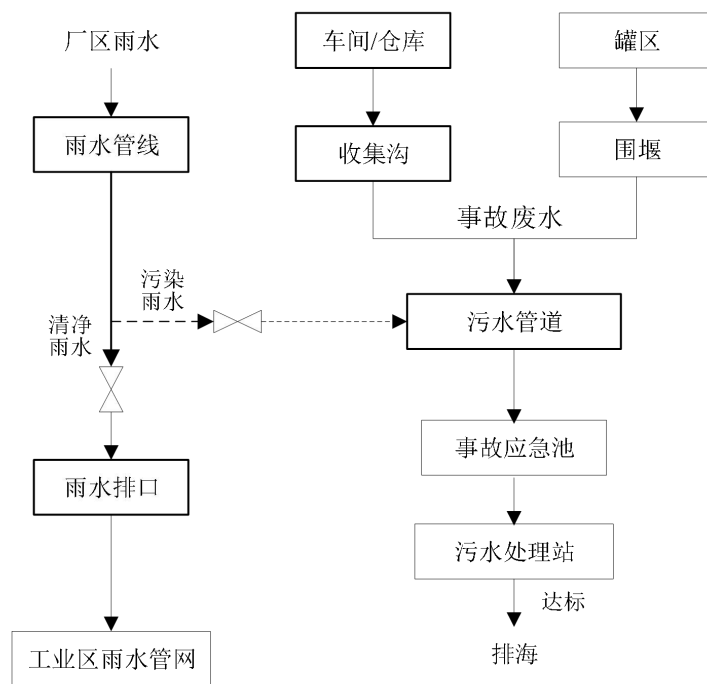 厂区雨水
车间/仓库
罐区
雨水管线
收集沟
围堰
事故废水
污染
雨水
清净
雨水
污水管道
事故应急池
雨水排口
污水处理站
达标
工业区雨水管网
排海